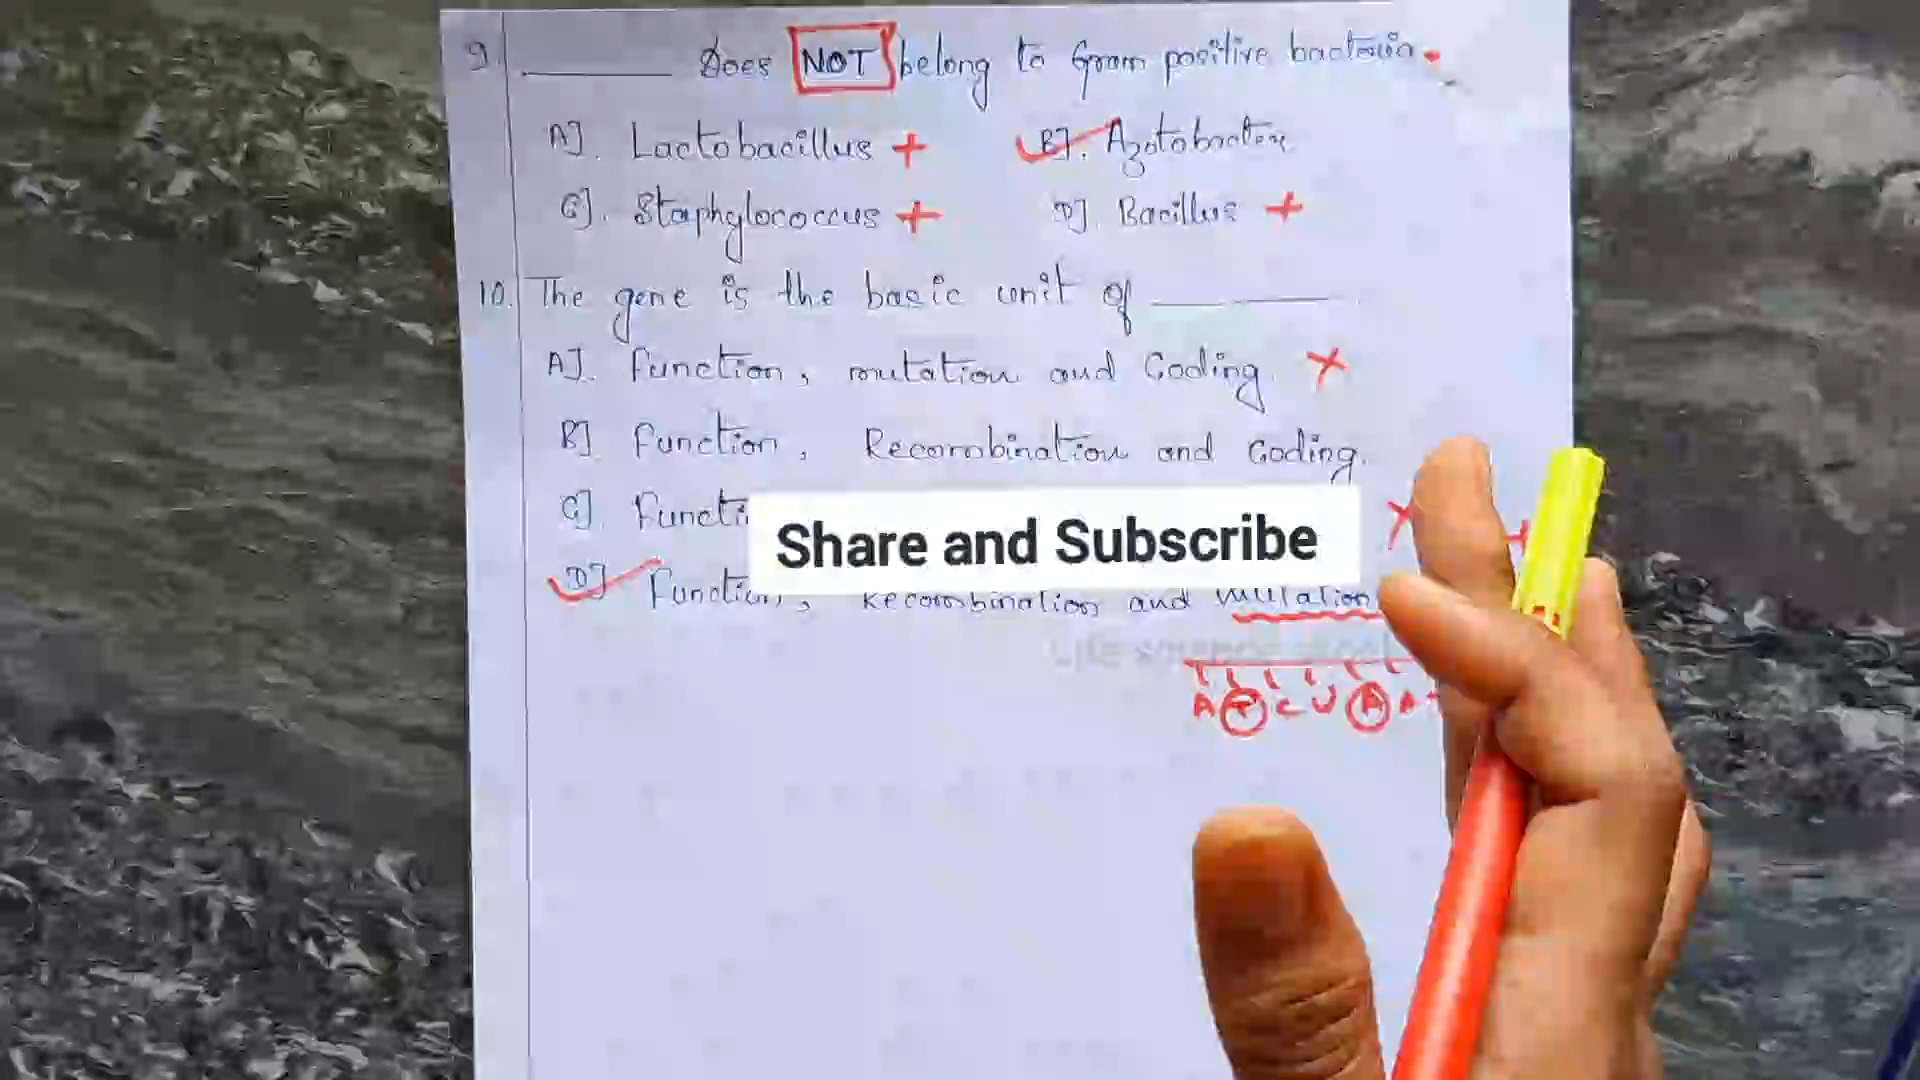 9. ______ Does NOT belong to Gram positive bacteria.
A]. Lactobacillus + B]. Azotobacter
C]. Staphylococcus + D]. Bacillus +
10. The gene is the basic unit of ______.
A]. Function, mutation and Coding. X
B] Function, Recombination and Coding.
C]. Functi
Share and Subscribe
D] Function, Recombination and mutation
Life science
A T C U A A